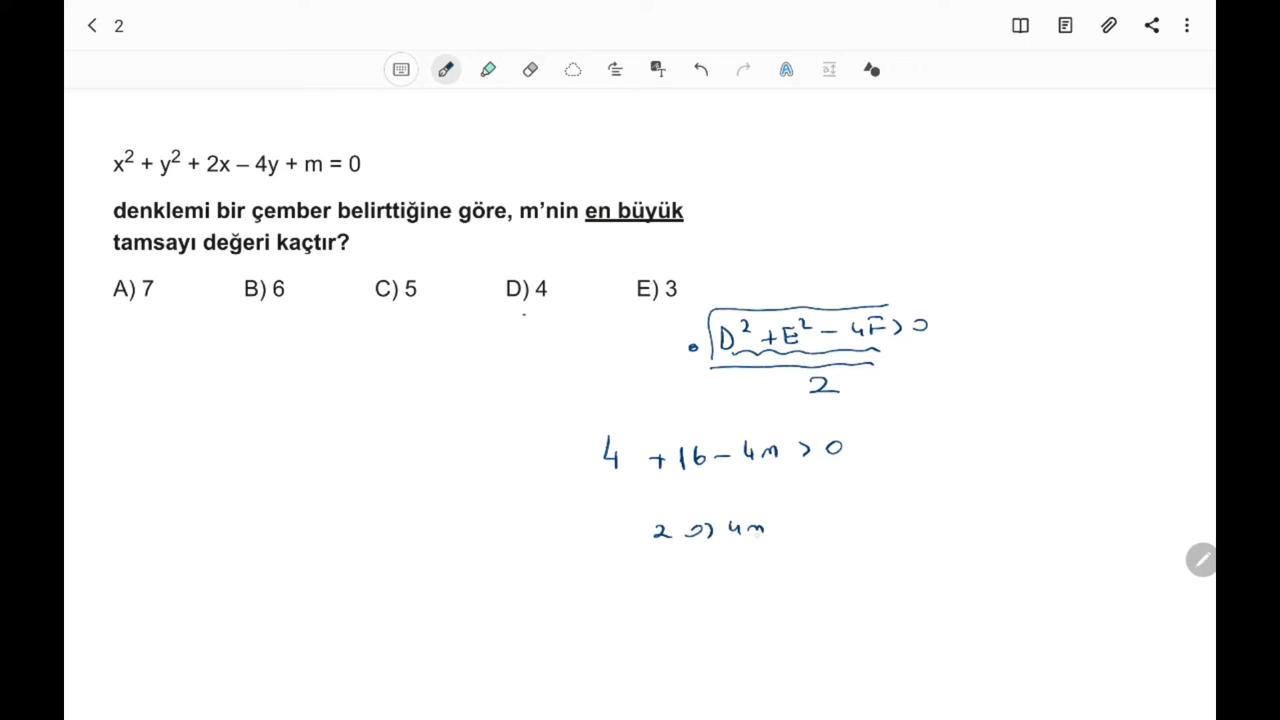 2
x² + y² + 2x – 4y + m = 0
denklemi bir çember belirttiğine göre, m’nin en büyük
tamsayı değeri kaçtır?
A) 7 B) 6 C) 5 D) 4 E) 3
√D² + E² – 4F > 0
2
4 + 16 – 4m > 0
20 > 4m